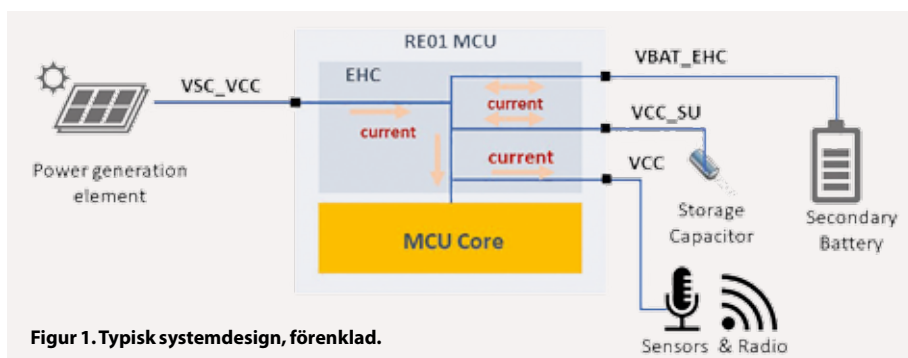 RE01 MCU
EHC
VSC_VCC
VBAT_EHC
current
current
VCC_SU
current
VCC
Power generation
element
MCU Core
Storage
Capacitor
Secondary
Battery
Sensors & Radio
Figur 1. Typisk systemdesign, förenklad.